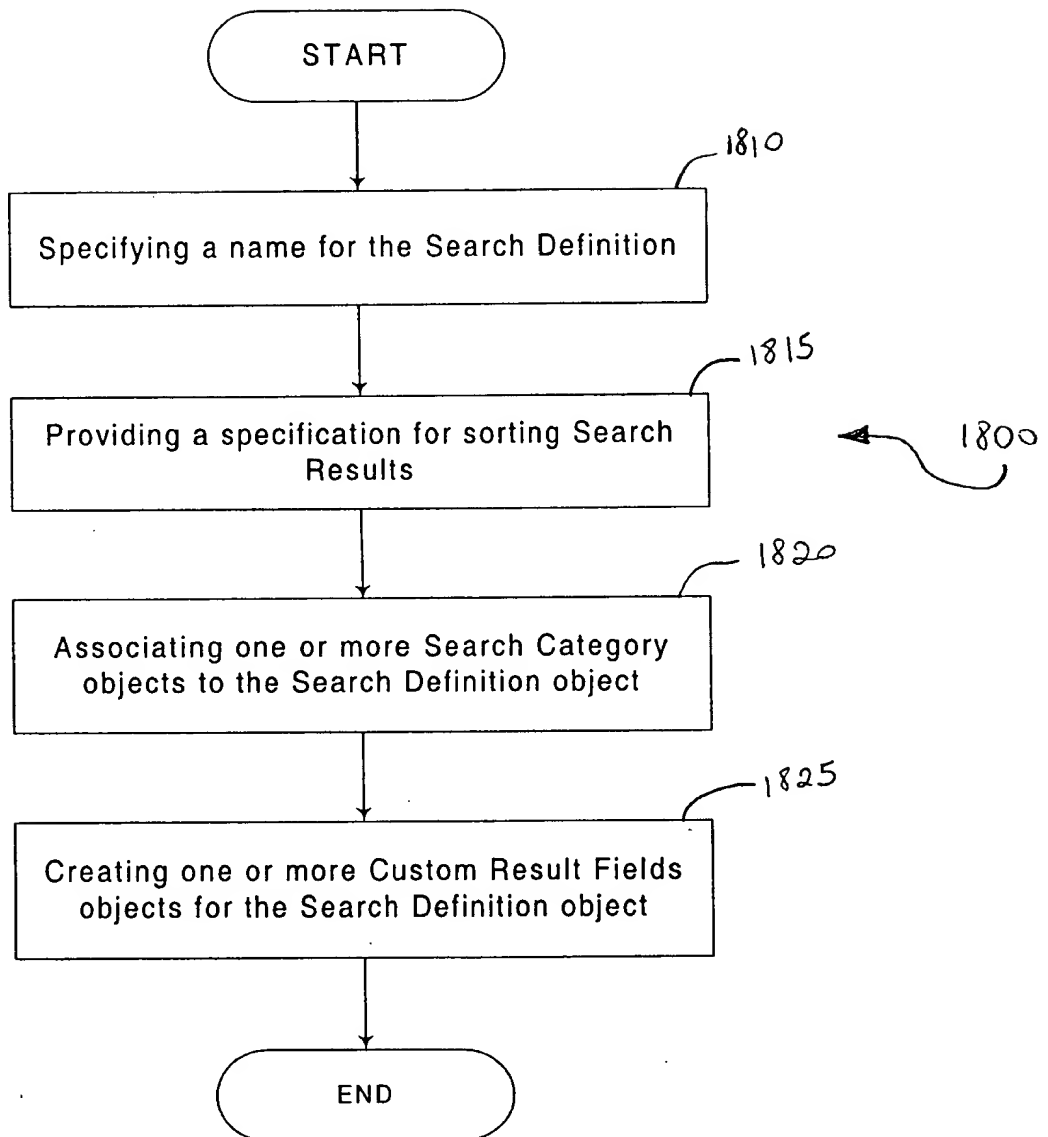 START
1810
Specifying a name for the Search Definition
1815
Providing a specification for sorting Search
Results
1800
1820
Associating one or more Search Category
objects to the Search Definition object
1825
Creating one or more Custom Result Fields
objects for the Search Definition object
END